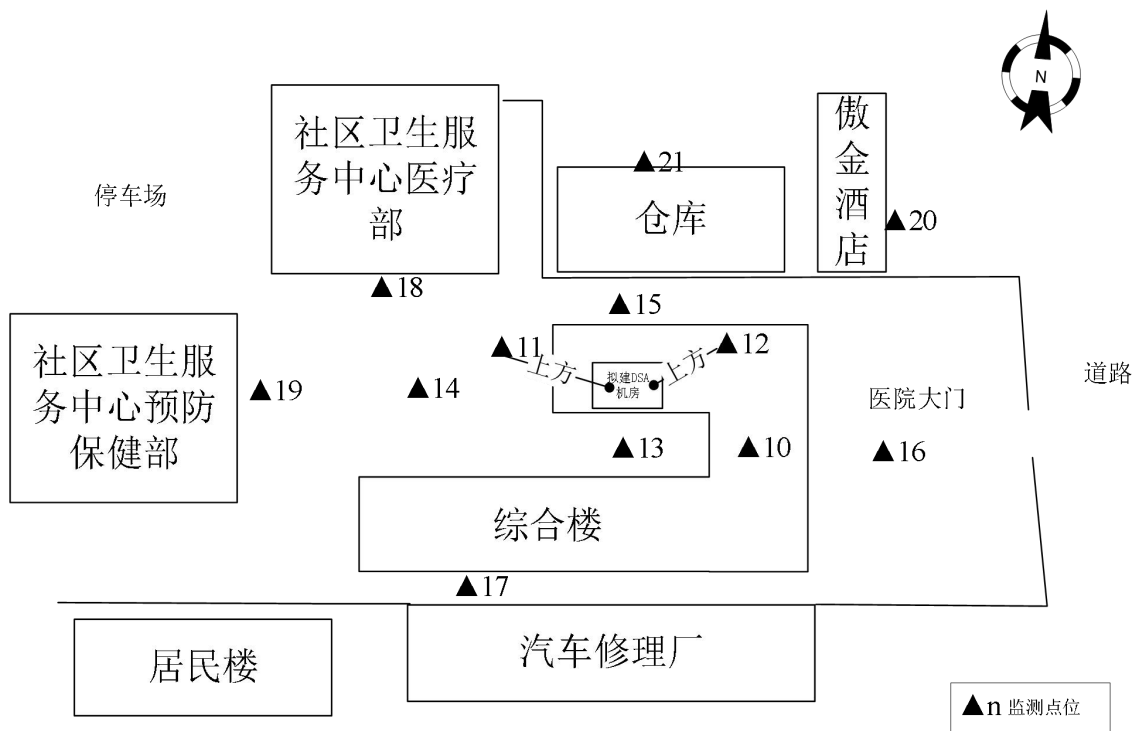 N
社区卫生服
务中心医疗
部
傲
金
酒
店
▲21
仓库
停车场
▲20
▲18
▲15
社区卫生服
务中心预防
保健部
▲11
上方
▲12
上方
拟建DSA
机房
▲19
▲14
道路
医院大门
▲13
▲10
▲16
综合楼
▲17
居民楼
汽车修理厂
▲n 监测点位